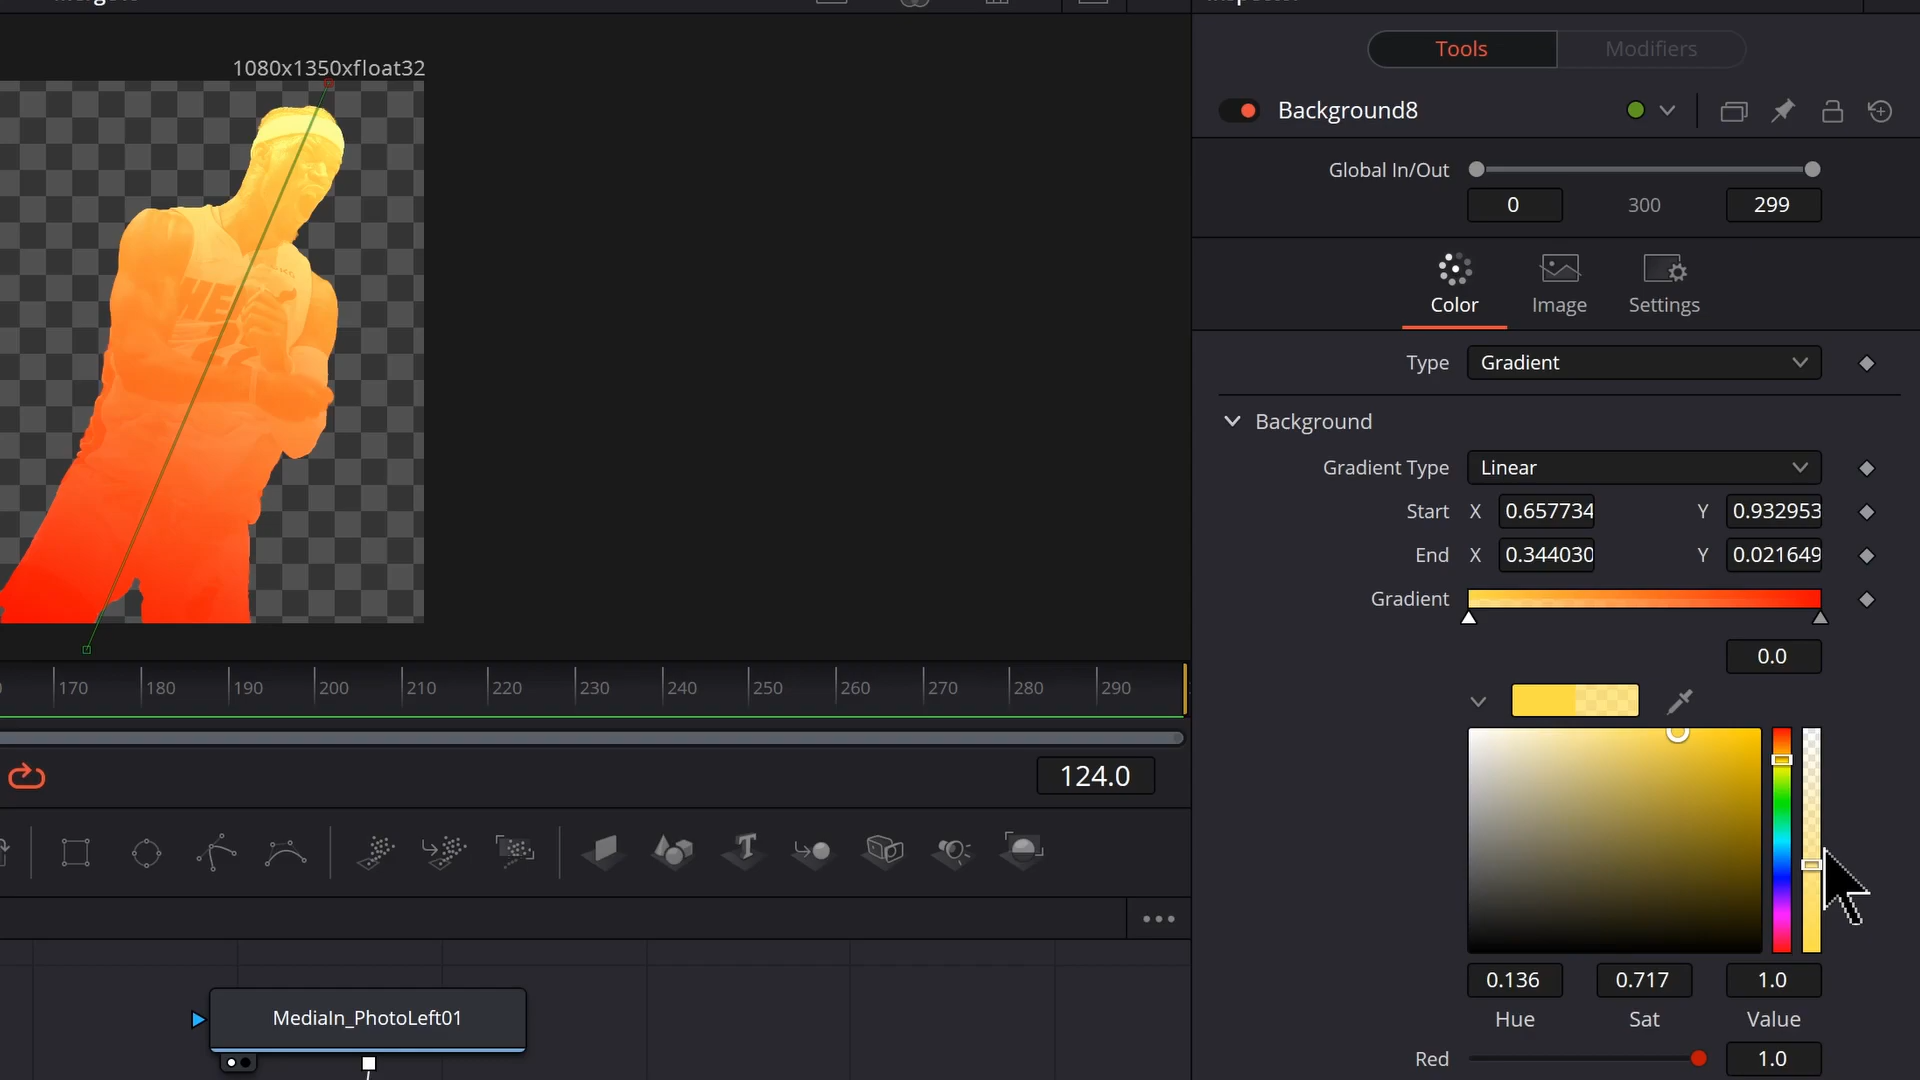 1080x1350xfloat32
Tools
Modifiers
Background8
Global In/Out
0
300
299
Color
Image
Settings
Type
Gradient
Background
Gradient Type
Linear
Start X 0.657734 Y 0.932953
End X 0.344030 Y 0.021649
Gradient
0.0
170 180 190 200 210 220 230 240 250 260 270 280 290
124.0
0.136 0.717 1.0
Hue Sat Value
MediaIn_PhotoLeft01
Red 1.0